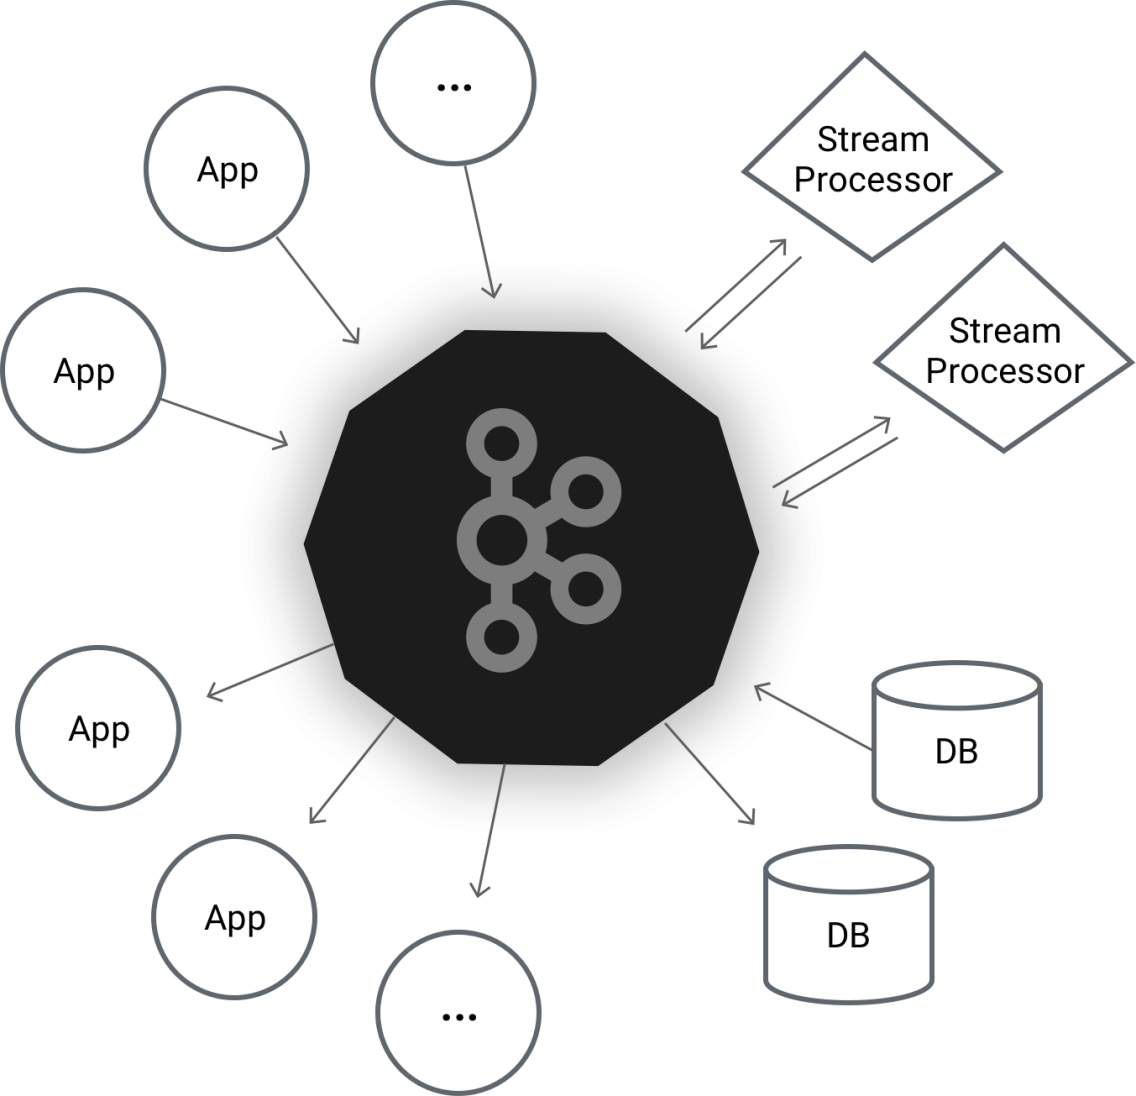 ...
App
App
Stream
Processor
Stream
Processor
App
App
...
DB
DB